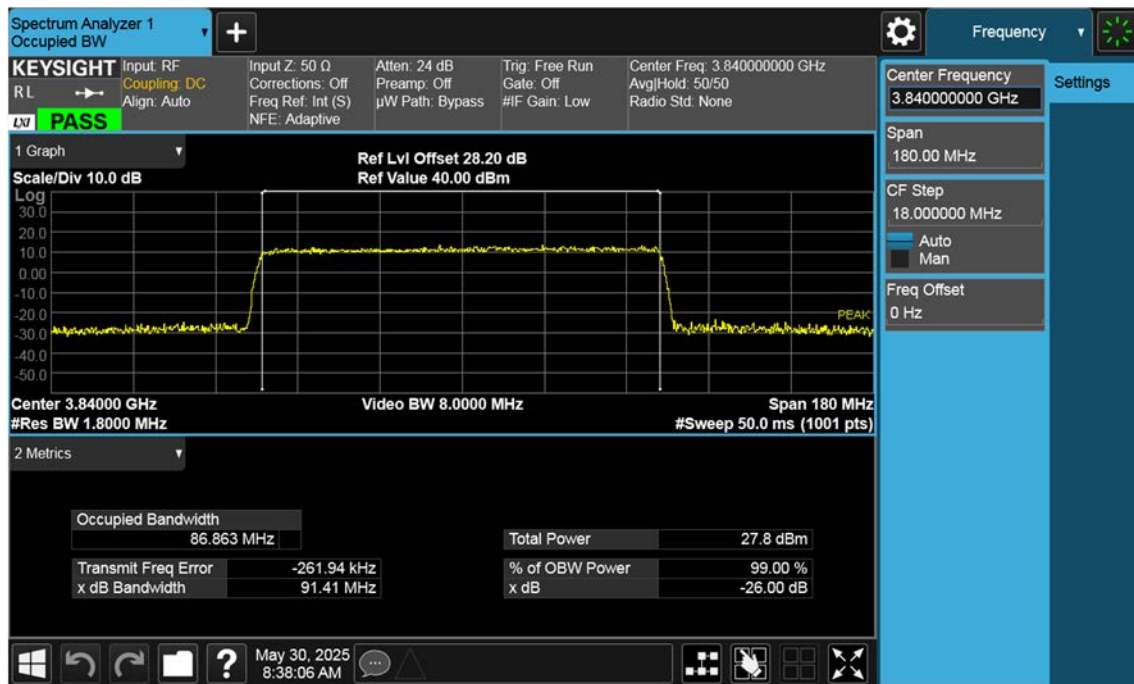 Spectrum Analyzer 1
Occupied BW
Frequency
KEYSIGHT
RL
LXI
PASS
Input: RF
Coupling: DC
Align: Auto
Input Z: 50 Ω
Corrections: Off
Freq Ref: Int (S)
NFE: Adaptive
Atten: 24 dB
Preamp: Off
µW Path: Bypass
Trig: Free Run
Gate: Off
#IF Gain: Low
Center Freq: 3.840000000 GHz
Avg|Hold: 50/50
Radio Std: None
Center Frequency
3.840000000 GHz
Settings
Span
180.00 MHz
CF Step
18.000000 MHz
Auto
Man
Freq Offset
0 Hz
1 Graph
Scale/Div 10.0 dB
Ref Lvl Offset 28.20 dB
Ref Value 40.00 dBm
Log
30.0
20.0
10.0
0.00
-10.0
-20.0
-30.0
-40.0
-50.0
PEAK
Center 3.84000 GHz
#Res BW 1.8000 MHz
Video BW 8.0000 MHz
Span 180 MHz
#Sweep 50.0 ms (1001 pts)
2 Metrics
Occupied Bandwidth
86.863 MHz
Transmit Freq Error -261.94 kHz
x dB Bandwidth 91.41 MHz
Total Power 27.8 dBm
% of OBW Power 99.00 %
x dB -26.00 dB
May 30, 2025
8:38:06 AM